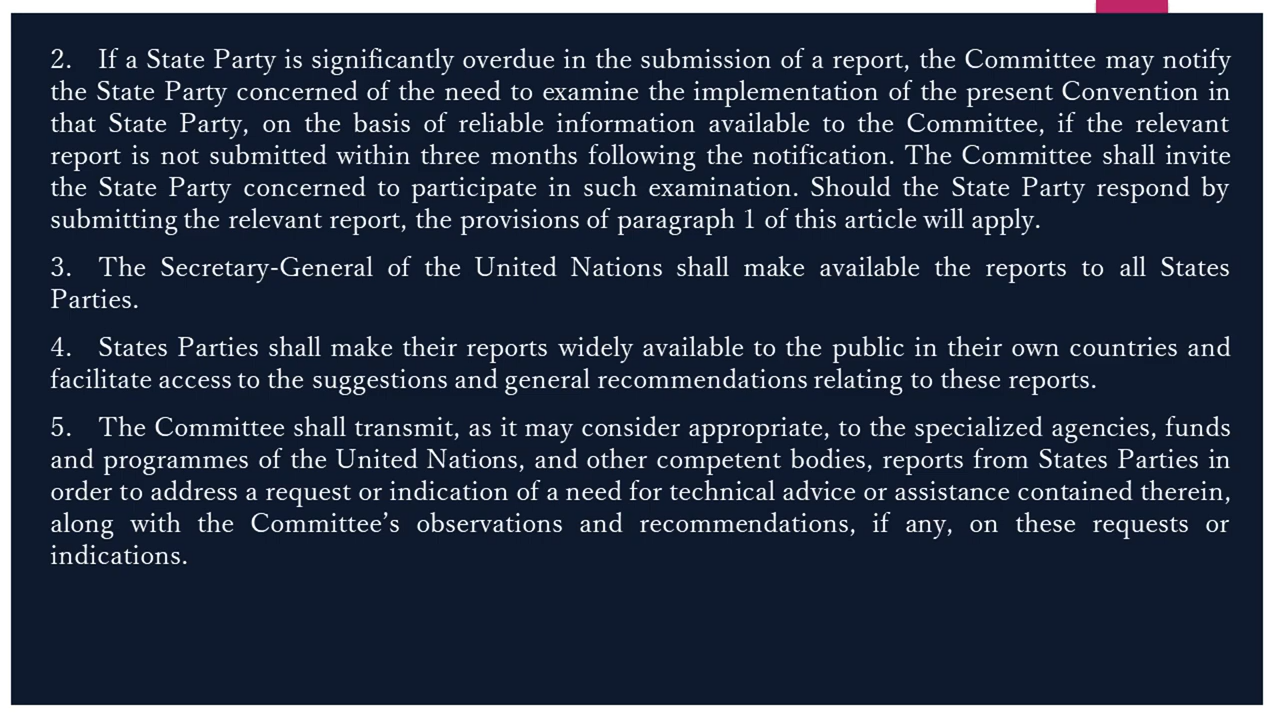 2. If a State Party is significantly overdue in the submission of a report, the Committee may notify
the State Party concerned of the need to examine the implementation of the present Convention in
that State Party, on the basis of reliable information available to the Committee, if the relevant
report is not submitted within three months following the notification. The Committee shall invite
the State Party concerned to participate in such examination. Should the State Party respond by
submitting the relevant report, the provisions of paragraph 1 of this article will apply.
3. The Secretary-General of the United Nations shall make available the reports to all States
Parties.
4. States Parties shall make their reports widely available to the public in their own countries and
facilitate access to the suggestions and general recommendations relating to these reports.
5. The Committee shall transmit, as it may consider appropriate, to the specialized agencies, funds
and programmes of the United Nations, and other competent bodies, reports from States Parties in
order to address a request or indication of a need for technical advice or assistance contained therein,
along with the Committee’s observations and recommendations, if any, on these requests or
indications.